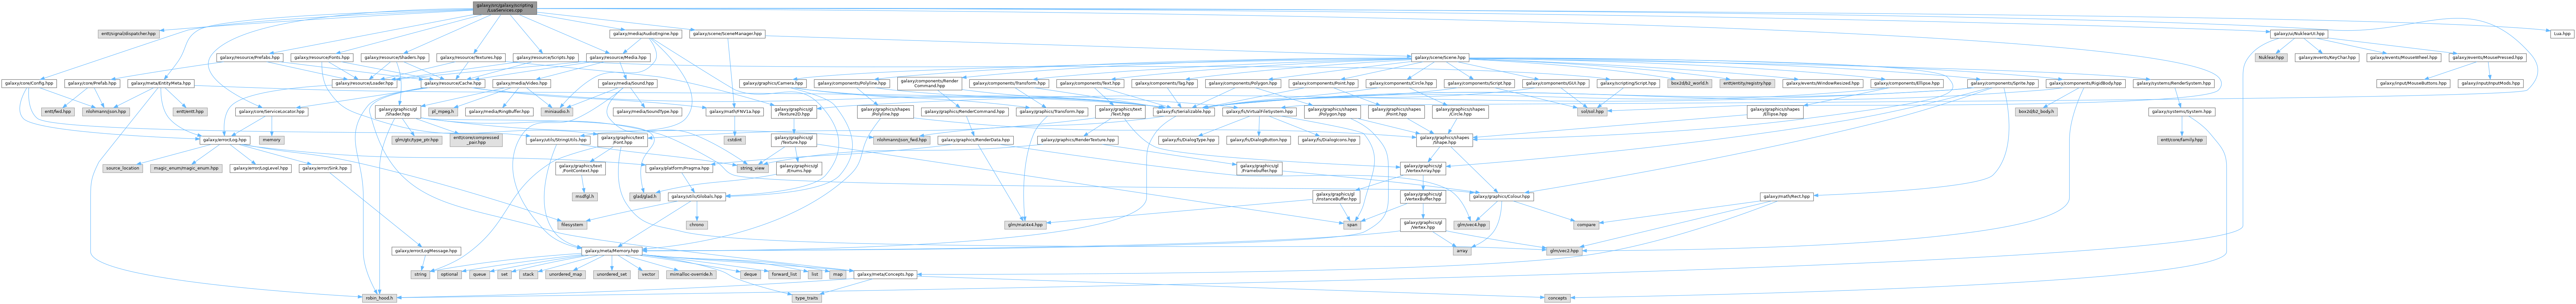 galaxy/src/galaxy/scripting
/LuaServices.cpp
entt/signal/dispatcher.hpp
galaxy/media/AudioEngine.hpp
galaxy/scene/SceneManager.hpp
galaxy/ui/NuklearUI.hpp
Lua.hpp
galaxy/resource/Prefabs.hpp
galaxy/resource/Fonts.hpp
galaxy/resource/Shaders.hpp
galaxy/resource/Textures.hpp
galaxy/resource/Scripts.hpp
galaxy/resource/Media.hpp
galaxy/scene/Scene.hpp
Nuklear.hpp
galaxy/events/KeyChar.hpp
galaxy/events/MouseWheel.hpp
galaxy/events/MousePressed.hpp
galaxy/core/Config.hpp
galaxy/core/Prefab.hpp
galaxy/meta/EntityMeta.hpp
galaxy/resource/Loader.hpp
galaxy/resource/Cache.hpp
galaxy/media/Video.hpp
galaxy/media/Sound.hpp
galaxy/graphics/Camera.hpp
galaxy/components/Polyline.hpp
galaxy/components/Render
Command.hpp
galaxy/components/Transform.hpp
galaxy/components/Text.hpp
galaxy/components/Tag.hpp
galaxy/components/Polygon.hpp
galaxy/components/Point.hpp
galaxy/components/Circle.hpp
galaxy/components/Script.hpp
galaxy/components/GUI.hpp
galaxy/scripting/Script.hpp
box2d/b2_world.h
entt/entity/registry.hpp
galaxy/events/WindowResized.hpp
galaxy/components/Ellipse.hpp
galaxy/components/Sprite.hpp
galaxy/components/RigidBody.hpp
galaxy/systems/RenderSystem.hpp
galaxy/input/MouseButtons.hpp
galaxy/input/InputMods.hpp
entt/fwd.hpp
nlohmann/json.hpp
entt/entt.hpp
galaxy/core/ServiceLocator.hpp
galaxy/graphics/gl
/Shader.hpp
pl_mpeg.h
galaxy/media/RingBuffer.hpp
miniaudio.h
galaxy/media/SoundType.hpp
galaxy/math/FNV1a.hpp
galaxy/graphics/gl
/Texture2D.hpp
galaxy/graphics/shapes
/Polyline.hpp
galaxy/graphics/RenderCommand.hpp
galaxy/graphics/Transform.hpp
galaxy/graphics/text
/Text.hpp
galaxy/fs/Serializable.hpp
galaxy/fs/VirtualFileSystem.hpp
galaxy/graphics/shapes
/Polygon.hpp
galaxy/graphics/shapes
/Point.hpp
galaxy/graphics/shapes
/Circle.hpp
sol/sol.hpp
galaxy/graphics/shapes
/Ellipse.hpp
box2d/b2_body.h
galaxy/systems/System.hpp
galaxy/error/Log.hpp
memory
glm/gtc/type_ptr.hpp
entt/core/compressed
_pair.hpp
galaxy/utils/StringUtils.hpp
galaxy/graphics/text
/Font.hpp
cstdint
galaxy/graphics/gl
/Texture.hpp
nlohmann/json_fwd.hpp
galaxy/graphics/RenderData.hpp
galaxy/graphics/RenderTexture.hpp
galaxy/fs/DialogType.hpp
galaxy/fs/DialogButton.hpp
galaxy/fs/DialogIcons.hpp
galaxy/graphics/shapes
/Shape.hpp
entt/core/family.hpp
source_location
magic_enum/magic_enum.hpp
galaxy/error/LogLevel.hpp
galaxy/error/Sink.hpp
galaxy/graphics/text
/FontContext.hpp
galaxy/platform/Pragma.hpp
string_view
galaxy/graphics/gl
/Enums.hpp
galaxy/graphics/gl
/Framebuffer.hpp
galaxy/graphics/gl
/VertexArray.hpp
msdfgl.h
glad/glad.h
galaxy/utils/Globals.hpp
galaxy/graphics/gl
/InstanceBuffer.hpp
galaxy/graphics/gl
/VertexBuffer.hpp
galaxy/graphics/Colour.hpp
galaxy/math/Rect.hpp
filesystem
chrono
glm/mat4x4.hpp
span
galaxy/graphics/gl
/Vertex.hpp
glm/vec4.hpp
compare
galaxy/error/LogMessage.hpp
galaxy/meta/Memory.hpp
array
glm/vec2.hpp
string
optional
queue
set
stack
unordered_map
unordered_set
vector
mimalloc-override.h
deque
forward_list
list
map
galaxy/meta/Concepts.hpp
robin_hood.h
type_traits
concepts